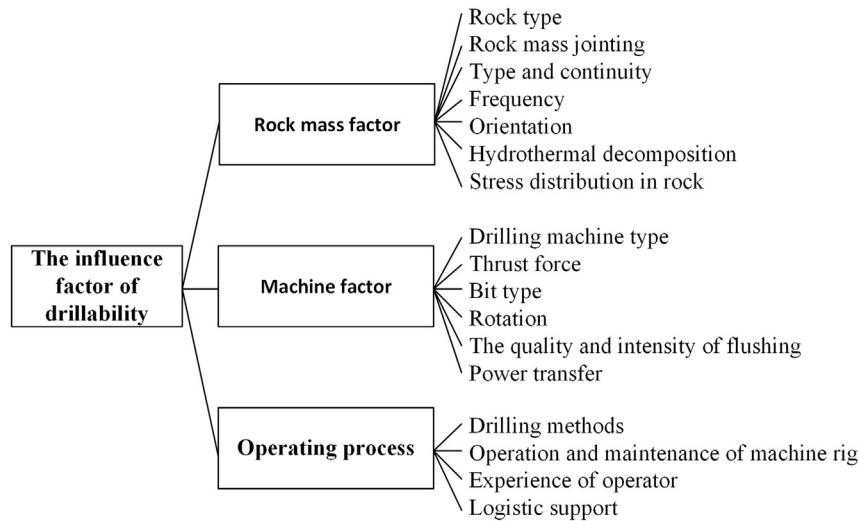 The influence
factor of
drillability
Rock mass factor
Rock type
Rock mass jointing
Type and continuity
Frequency
Orientation
Hydrothermal decomposition
Stress distribution in rock
Machine factor
Drilling machine type
Thrust force
Bit type
Rotation
The quality and intensity of flushing
Power transfer
Operating process
Drilling methods
Operation and maintenance of machine rig
Experience of operator
Logistic support